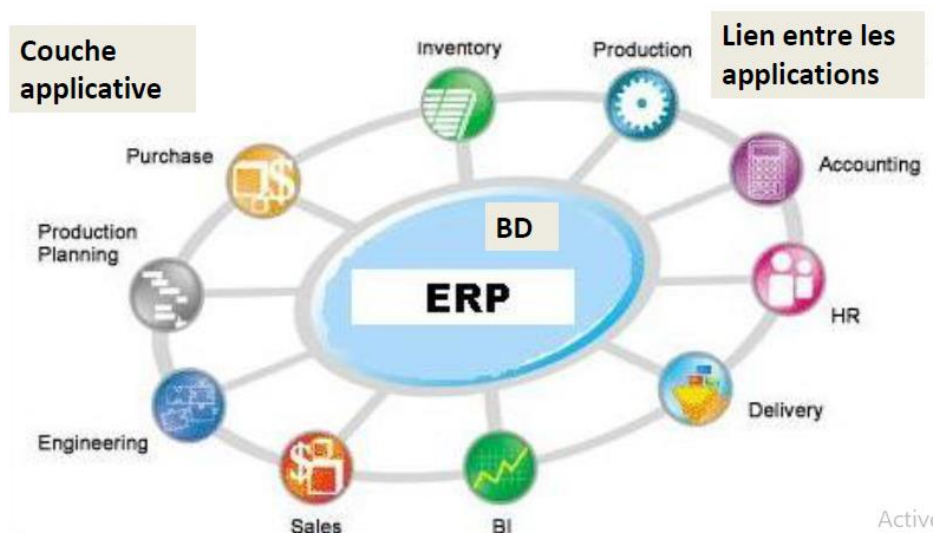 Couche
applicative
Inventory
Production
Lien entre les
applications
Purchase
Accounting
Production
Planning
BD
ERP
HR
Delivery
Engineering
Sales
BI
Active